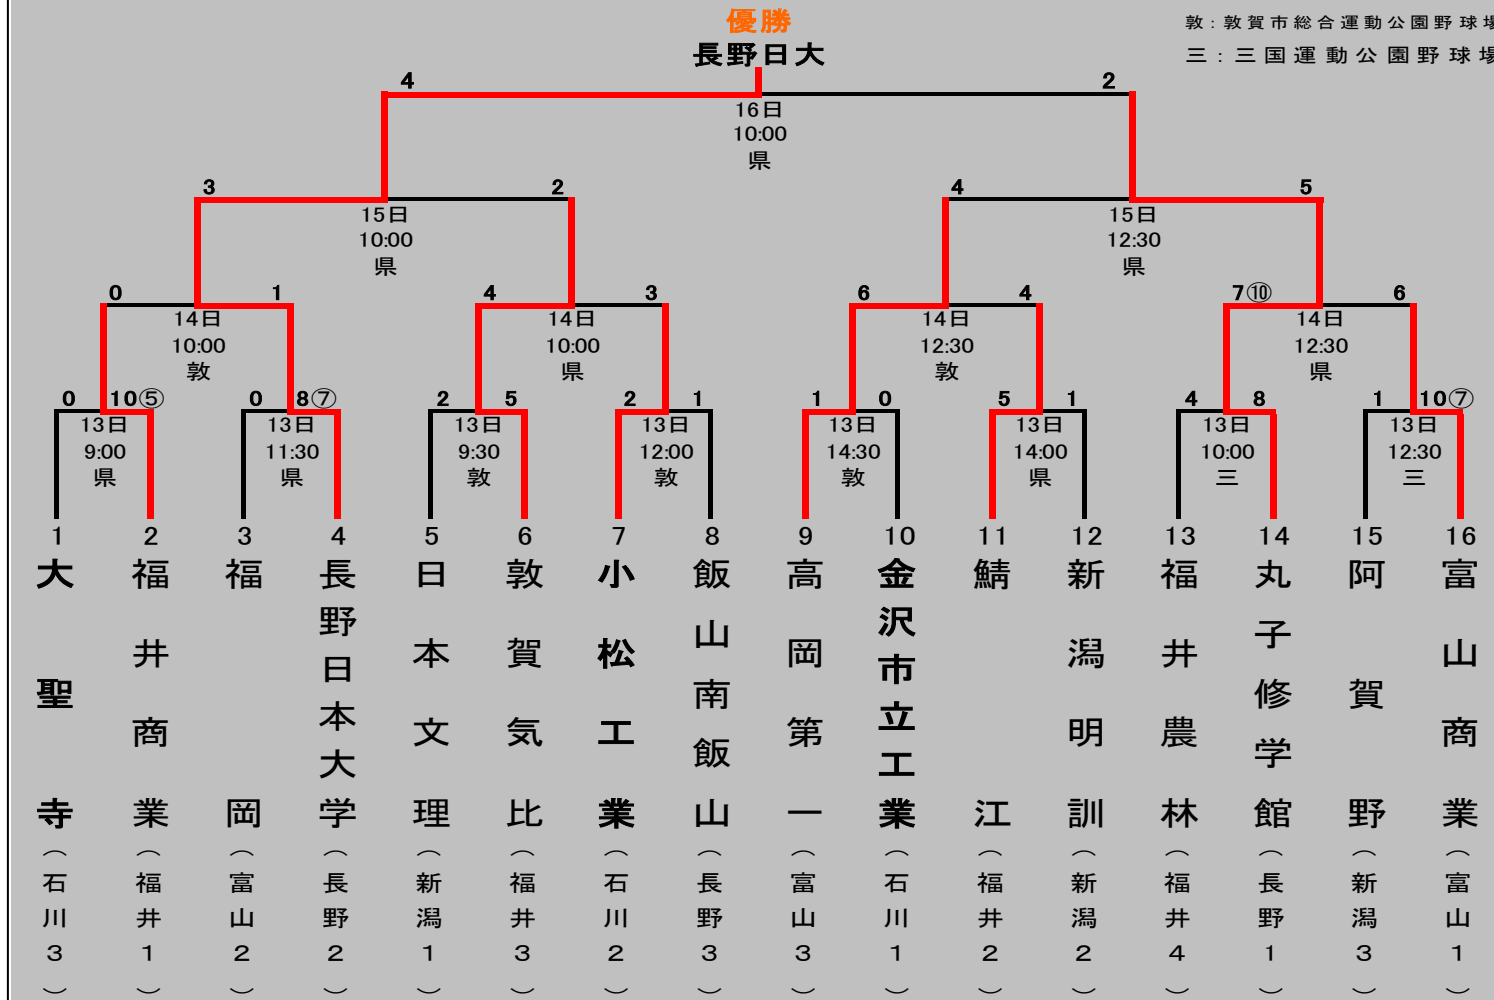 優勝
長野日大
敦：敦賀市総合運動公園野球場
三：三国運動公園野球場
4 2
16日
10:00
県
3 2 4 5
15日 15日
10:00 12:30
県 県
0 1 4 3 6 4 7⑩ 6
14日 14日 14日 14日
10:00 10:00 12:30 12:30
敦 県 敦 県
0 10⑤ 0 8⑦ 2 5 2 1 1 0 5 1 4 8 1 10⑦
13日 13日 13日 13日 13日 13日 13日 13日
9:00 11:30 9:30 12:00 14:30 14:00 10:00 12:30
県 県 敦 敦 敦 県 三 三
1 2 3 4 5 6 7 8 9 10 11 12 13 14 15 16
大聖寺（石川3）
福井商業（福井1）
福岡（富山2）
長野日本大学（長野2）
日本文理（新潟1）
敦賀気比（福井3）
小松工業（石川2）
飯山南飯山（長野3）
高岡第一（富山3）
金沢市立工業（石川1）
鯖江（福井2）
新潟明訓（新潟2）
福井農林（福井4）
丸子修学館（長野1）
阿賀野（新潟3）
富山商業（富山1）